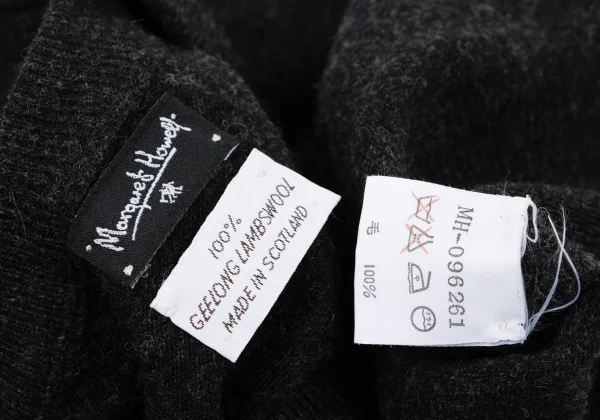 Margaret Howell.
100%
GEELONG LAMBSWOOL
MADE IN SCOTLAND
MH-096261
毛 100%